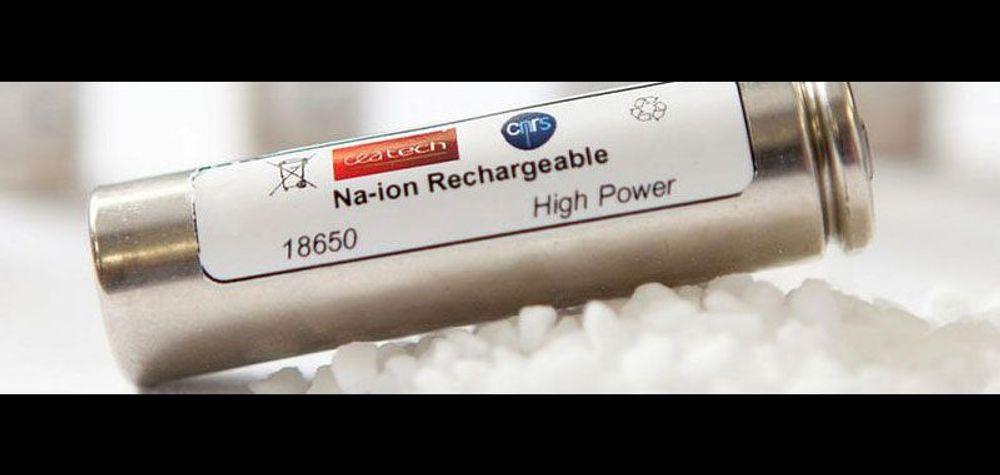 ceatech
cnrs
Na-ion Rechargeable
High Power
18650